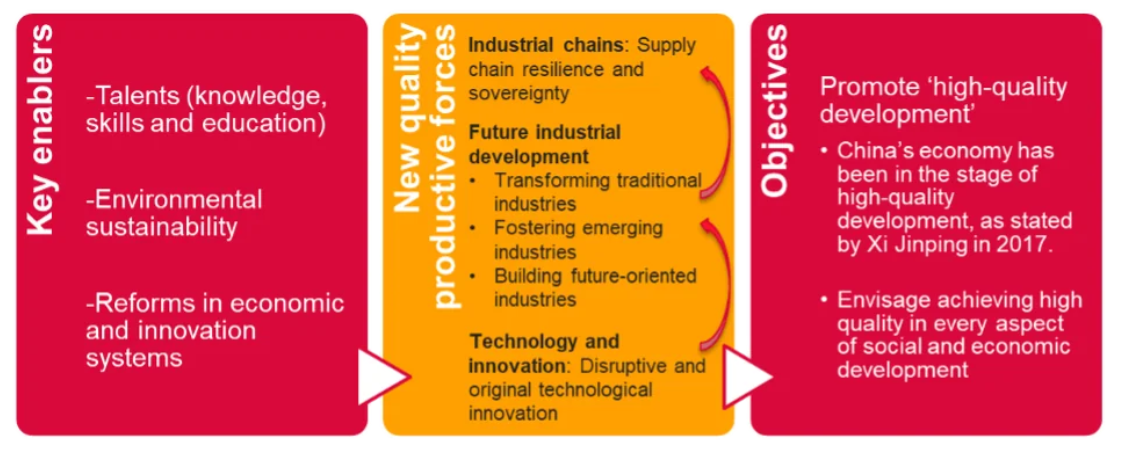 Key enablers
-Talents (knowledge,
skills and education)
-Environmental
sustainability
-Reforms in economic
and innovation
systems
New quality
productive forces
Industrial chains: Supply
chain resilience and
sovereignty
Future industrial
development
• Transforming traditional
industries
• Fostering emerging
industries
• Building future-oriented
industries
Technology and
innovation: Disruptive and
original technological
innovation
Objectives
Promote ‘high-quality
development’
• China’s economy has
been in the stage of
high-quality
development, as stated
by Xi Jinping in 2017.
• Envisage achieving high
quality in every aspect
of social and economic
development